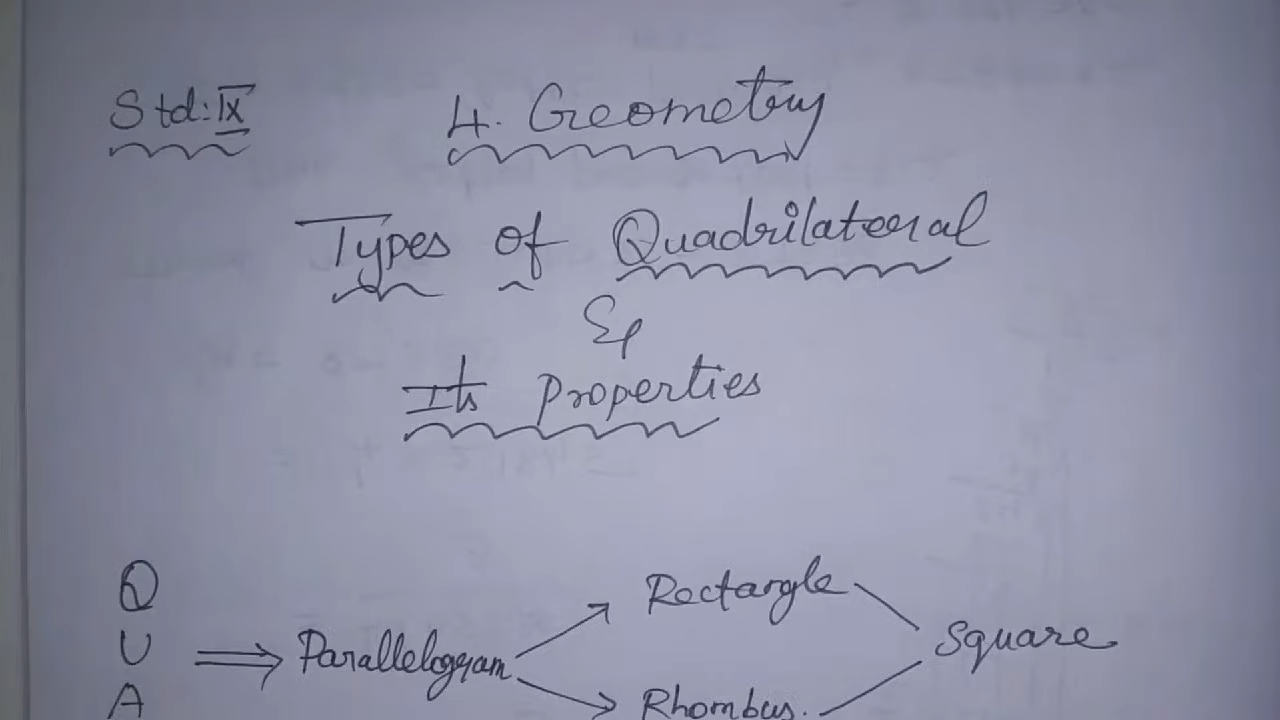 Std: IX
4. Geometry
Types of Quadrilateral
&
Its Properties
Q
U
A
Parallelogram
Rectangle
Rhombus.
Square